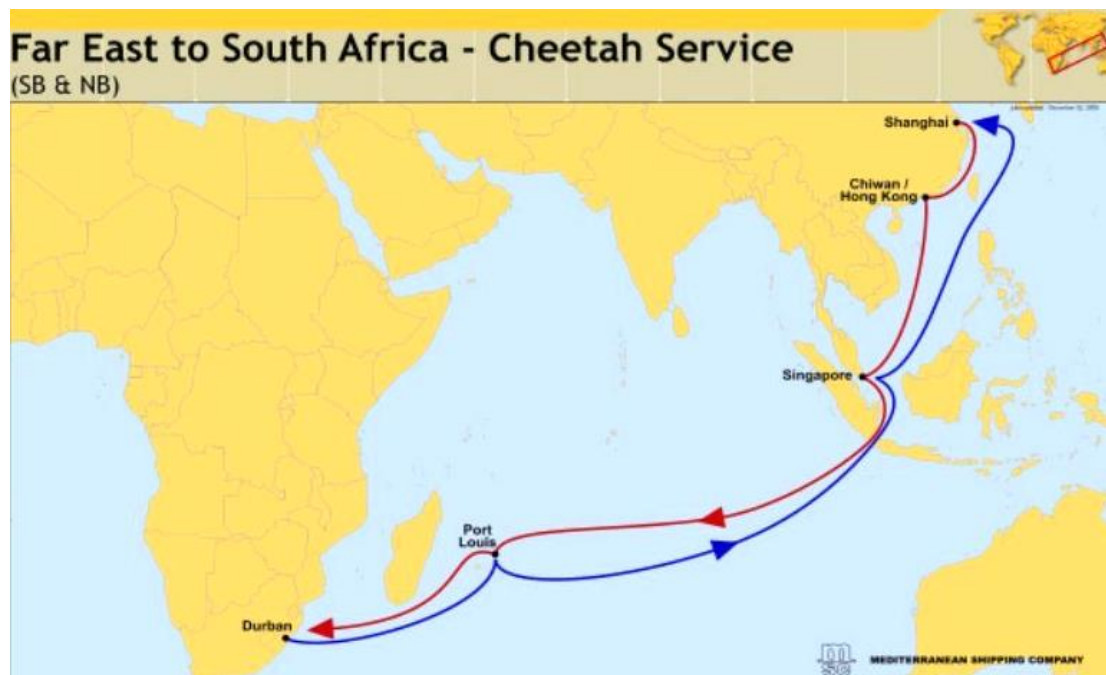 Far East to South Africa - Cheetah Service
(SB & NB)
Shanghai
Chiwan /
Hong Kong
Singapore
Port
Louis
Durban
MEDITERRANEAN SHIPPING COMPANY